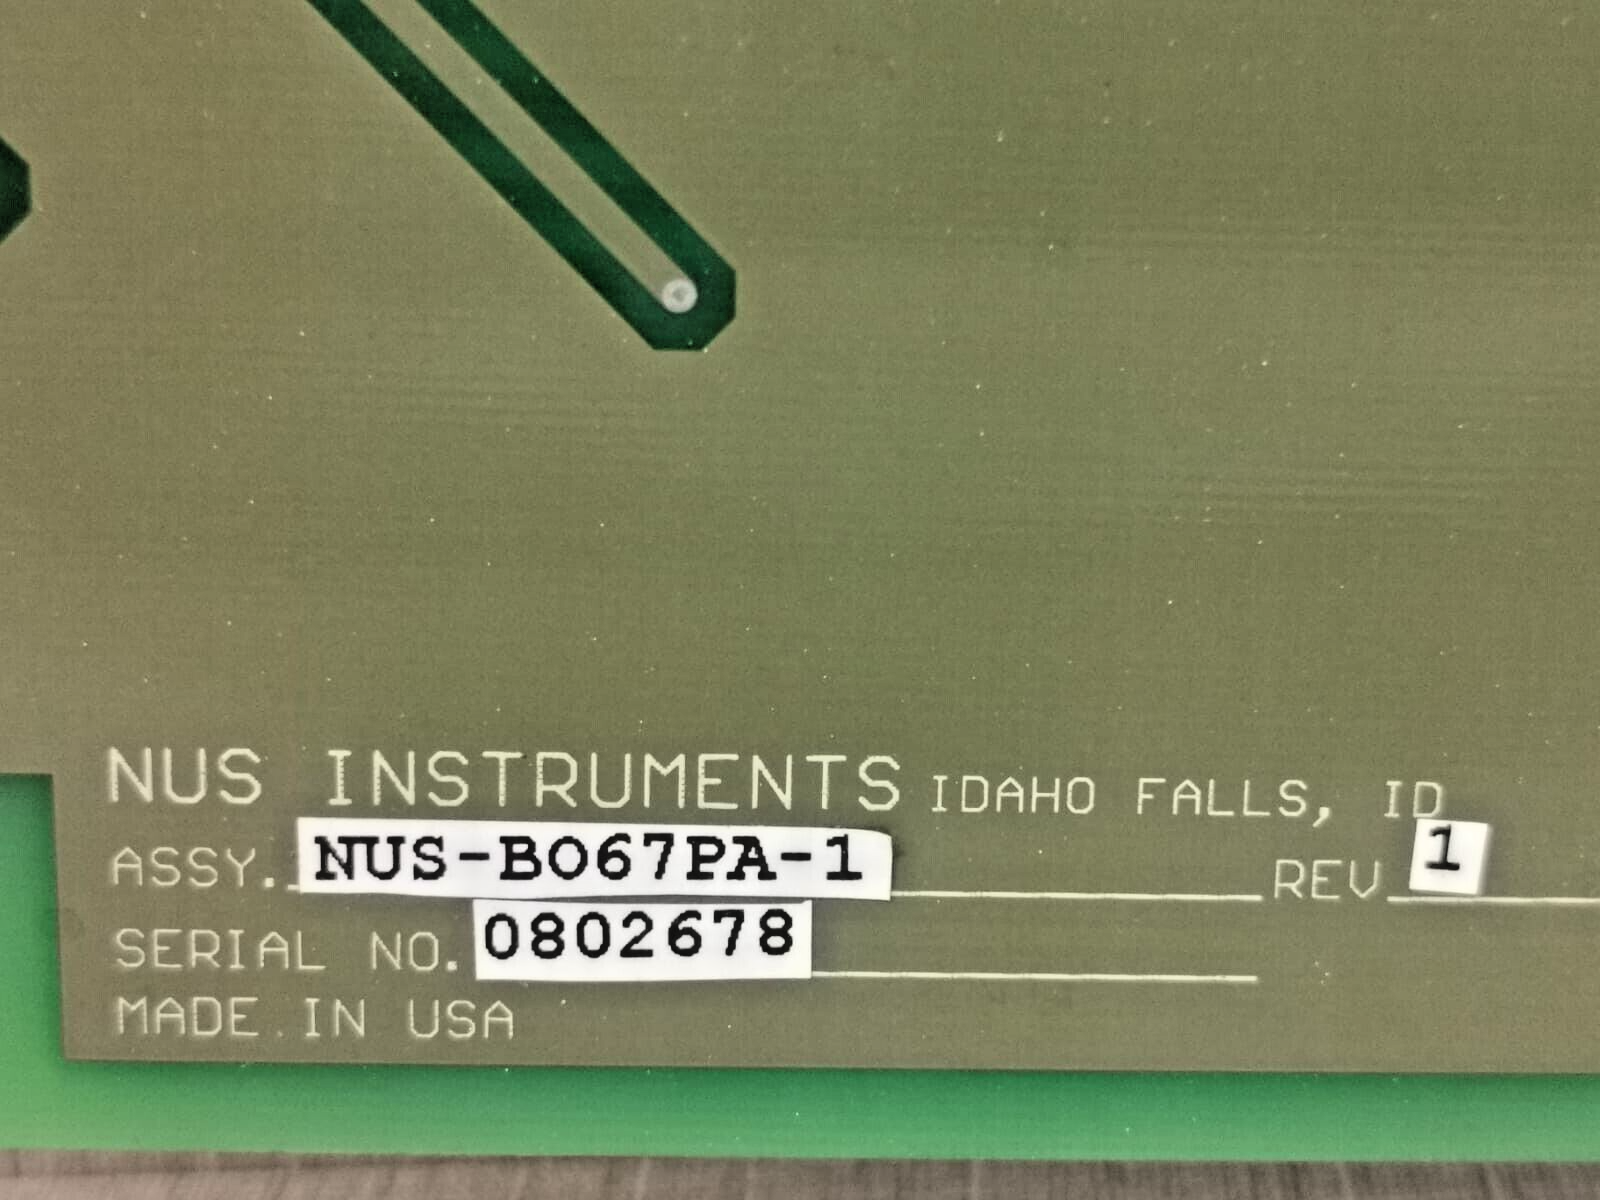 NUS INSTRUMENTS IDAHO FALLS, ID
ASSY. NUS-B067PA-1 REV 1
SERIAL NO. 0802678
MADE IN USA